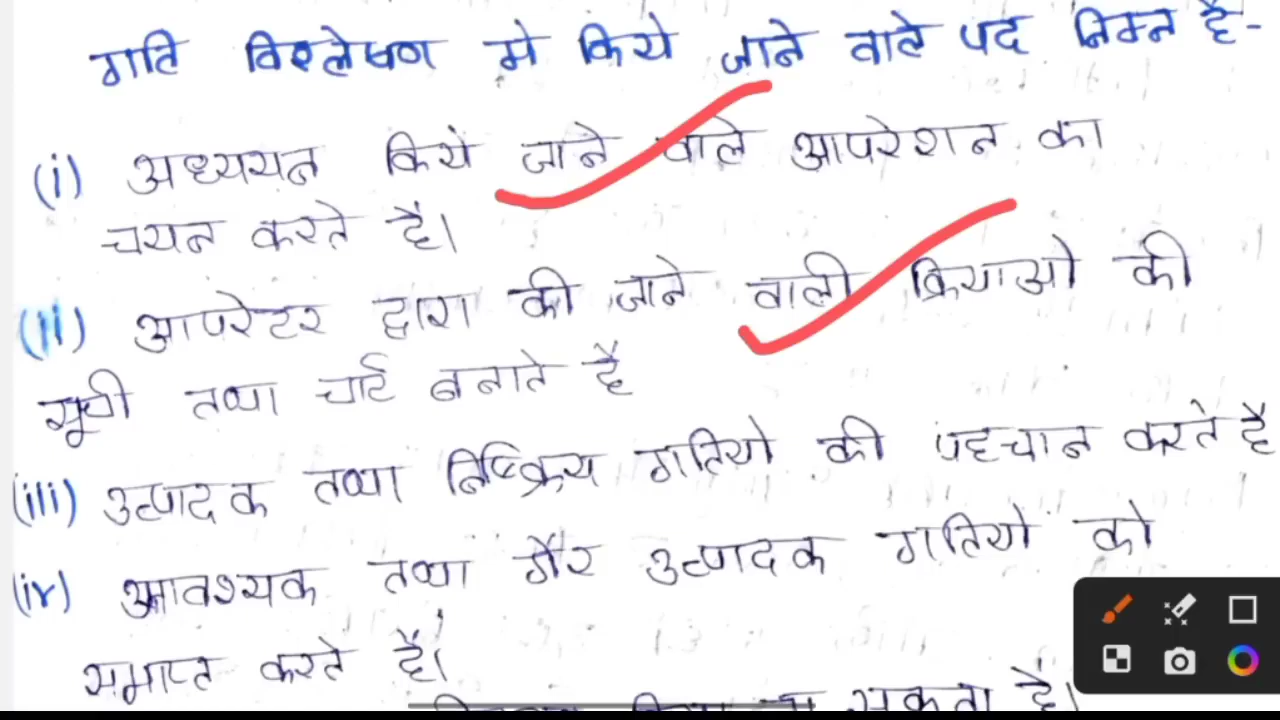 गति विश्लेषण मे किये जाने वाले पद निम्न है-
(i) अध्ययन किये जाने वाले आपरेशन का
चयन करते है।
(ii) आपरेटर द्वारा की जाने वाली क्रियाओ की
सूची तथा चार्ट बनाते है
(iii) उत्पादक तथा निष्क्रिय गतियो की पहचान करते है
(iv) आवश्यक तथा गैर उत्पादक गतियो को
समाप्त करते है।
सकता है।